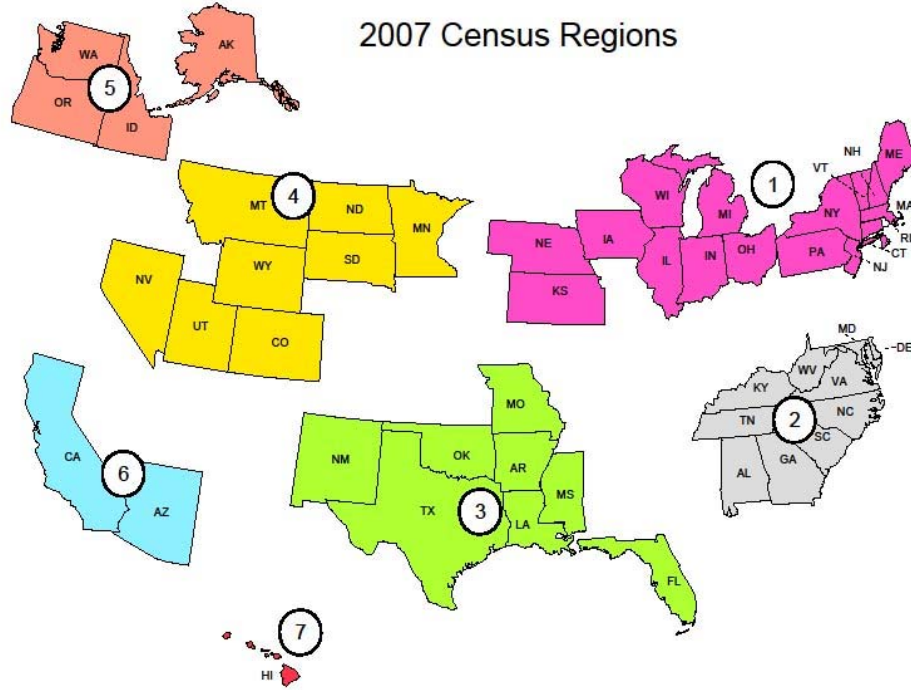 2007 Census Regions
WA
AK
5
OR
ID
4
MT
ND
MN
WY
SD
NV
UT
CO
1
NH
VT
ME
WI
MI
NY
MA
RI
CT
NJ
NE
IA
IL
IN
OH
PA
KS
MD
DE
WV
VA
KY
2
TN
NC
SC
AL
GA
CA
6
AZ
MO
NM
OK
AR
TX
3
LA
MS
FL
7
HI